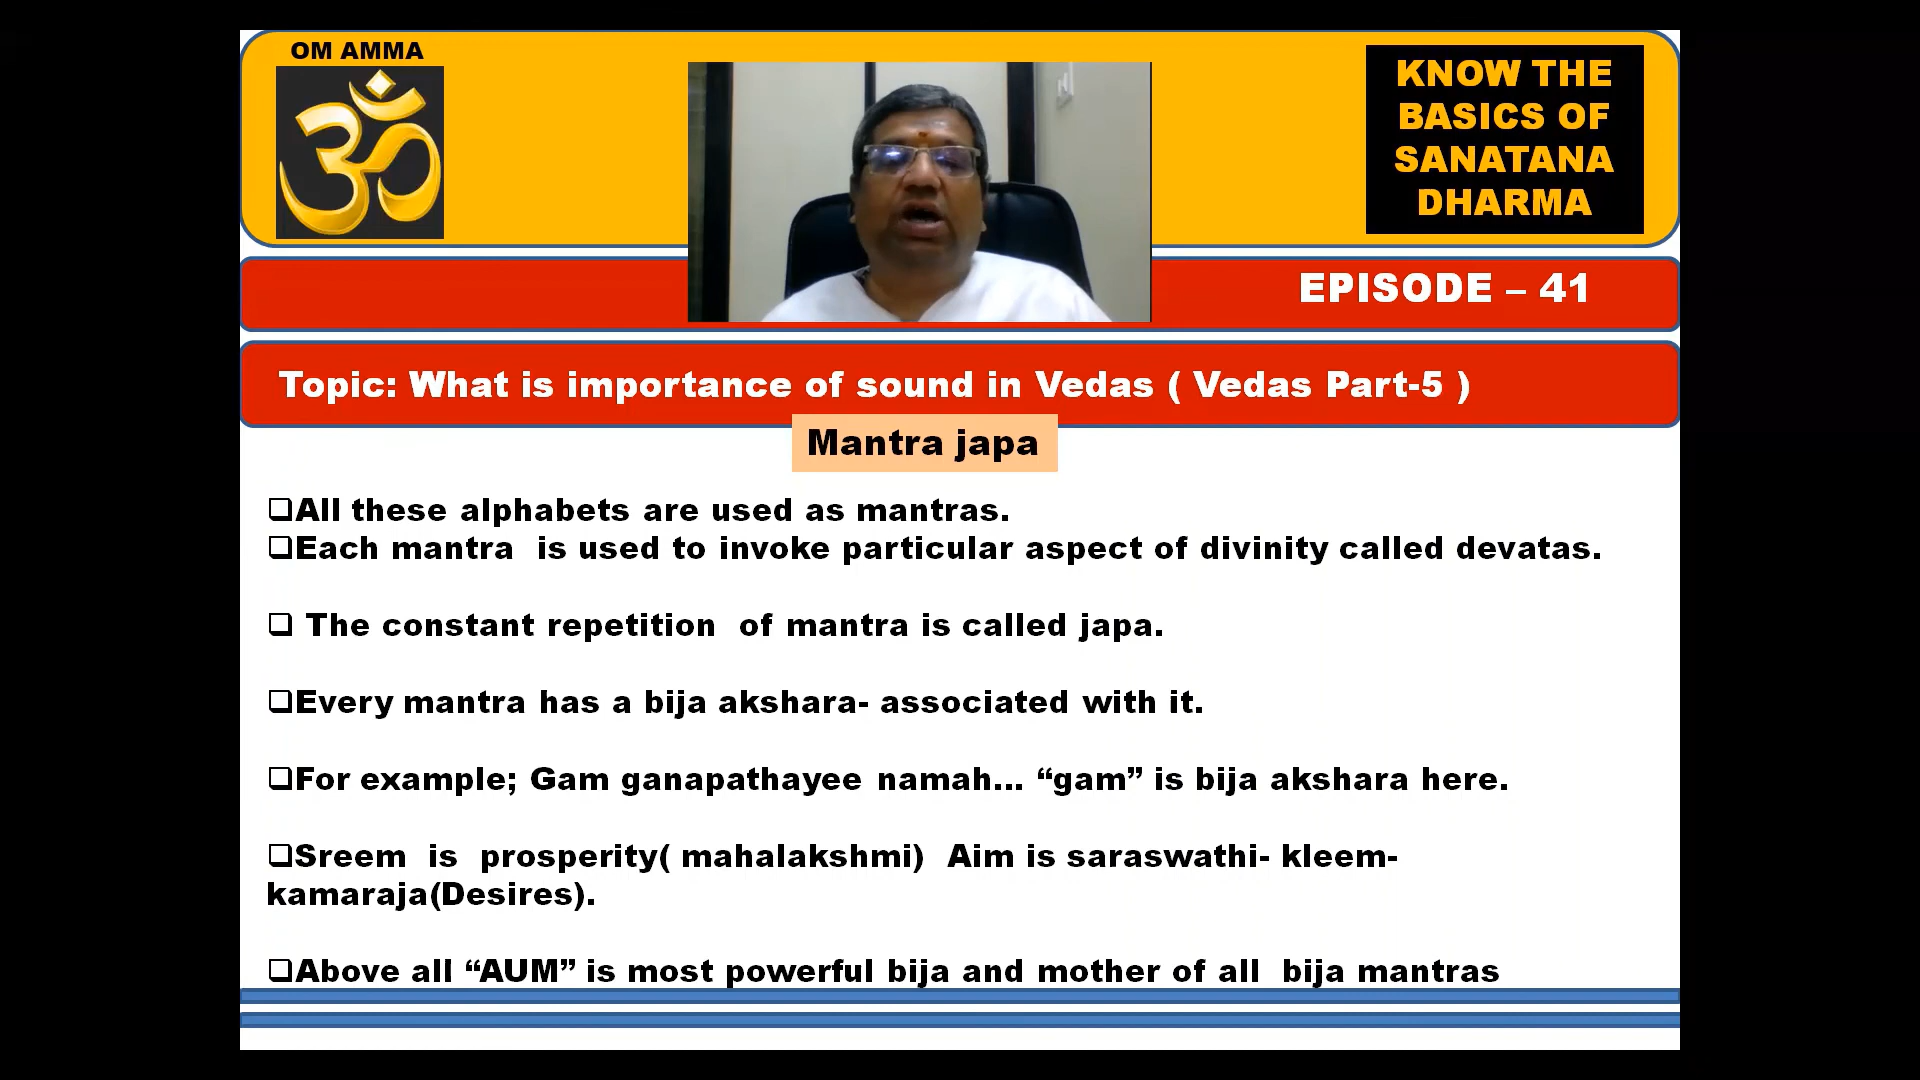 OM AMMA
KNOW THE
BASICS OF
SANATANA
DHARMA
EPISODE – 41
Topic: What is importance of sound in Vedas ( Vedas Part-5 )
Mantra japa
❑All these alphabets are used as mantras.
❑Each mantra is used to invoke particular aspect of divinity called devatas.
❑ The constant repetition of mantra is called japa.
❑Every mantra has a bija akshara- associated with it.
❑For example; Gam ganapathayee namah... “gam” is bija akshara here.
❑Sreem is prosperity( mahalakshmi) Aim is saraswathi- kleem-
kamaraja(Desires).
❑Above all “AUM” is most powerful bija and mother of all bija mantras